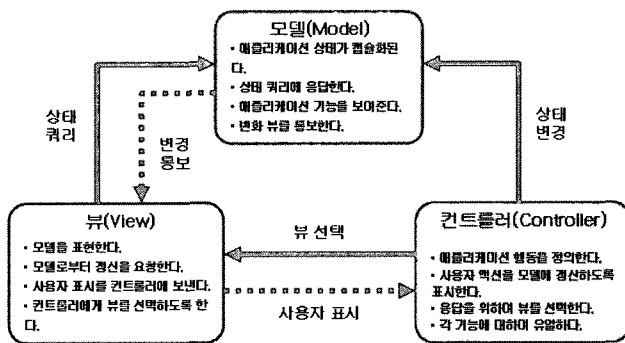 모델(Model)
• 애플리케이션 상태가 캡슐화된
다.
• 상태 쿼리에 응답한다.
• 애플리케이션 기능을 보여준다.
• 변화 뷰를 통보한다.
상태
쿼리
변경
통보
상태
변경
뷰(View)
• 모델을 표현한다.
• 모델로부터 갱신을 요청한다.
• 사용자 표시를 컨트롤러에 보낸다.
• 컨트롤러에게 뷰를 선택하도록 한
다.
뷰 선택
사용자 표시
컨트롤러(Controller)
• 애플리케이션 행동을 정의한다.
• 사용자 액션을 모델에 갱신하도록
표시한다.
• 응답을 위하여 뷰를 선택한다.
• 각 기능에 대하여 유일하다.